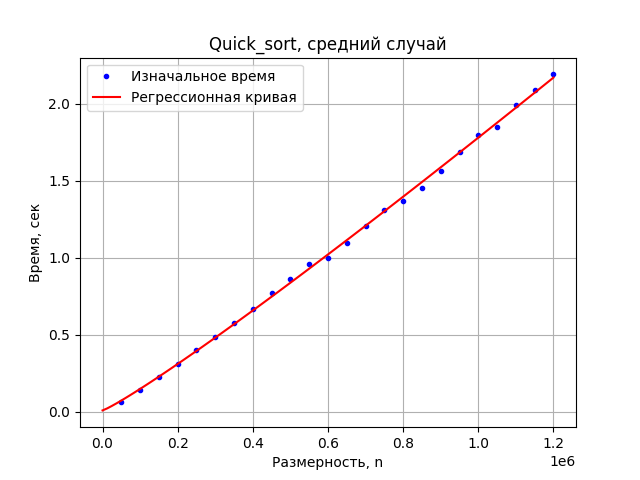 Quick_sort, средний случай
Изначальное время
Регрессионная кривая
Время, сек
2.0
1.5
1.0
0.5
0.0
0.0 0.2 0.4 0.6 0.8 1.0 1.2
1e6
Размерность, n